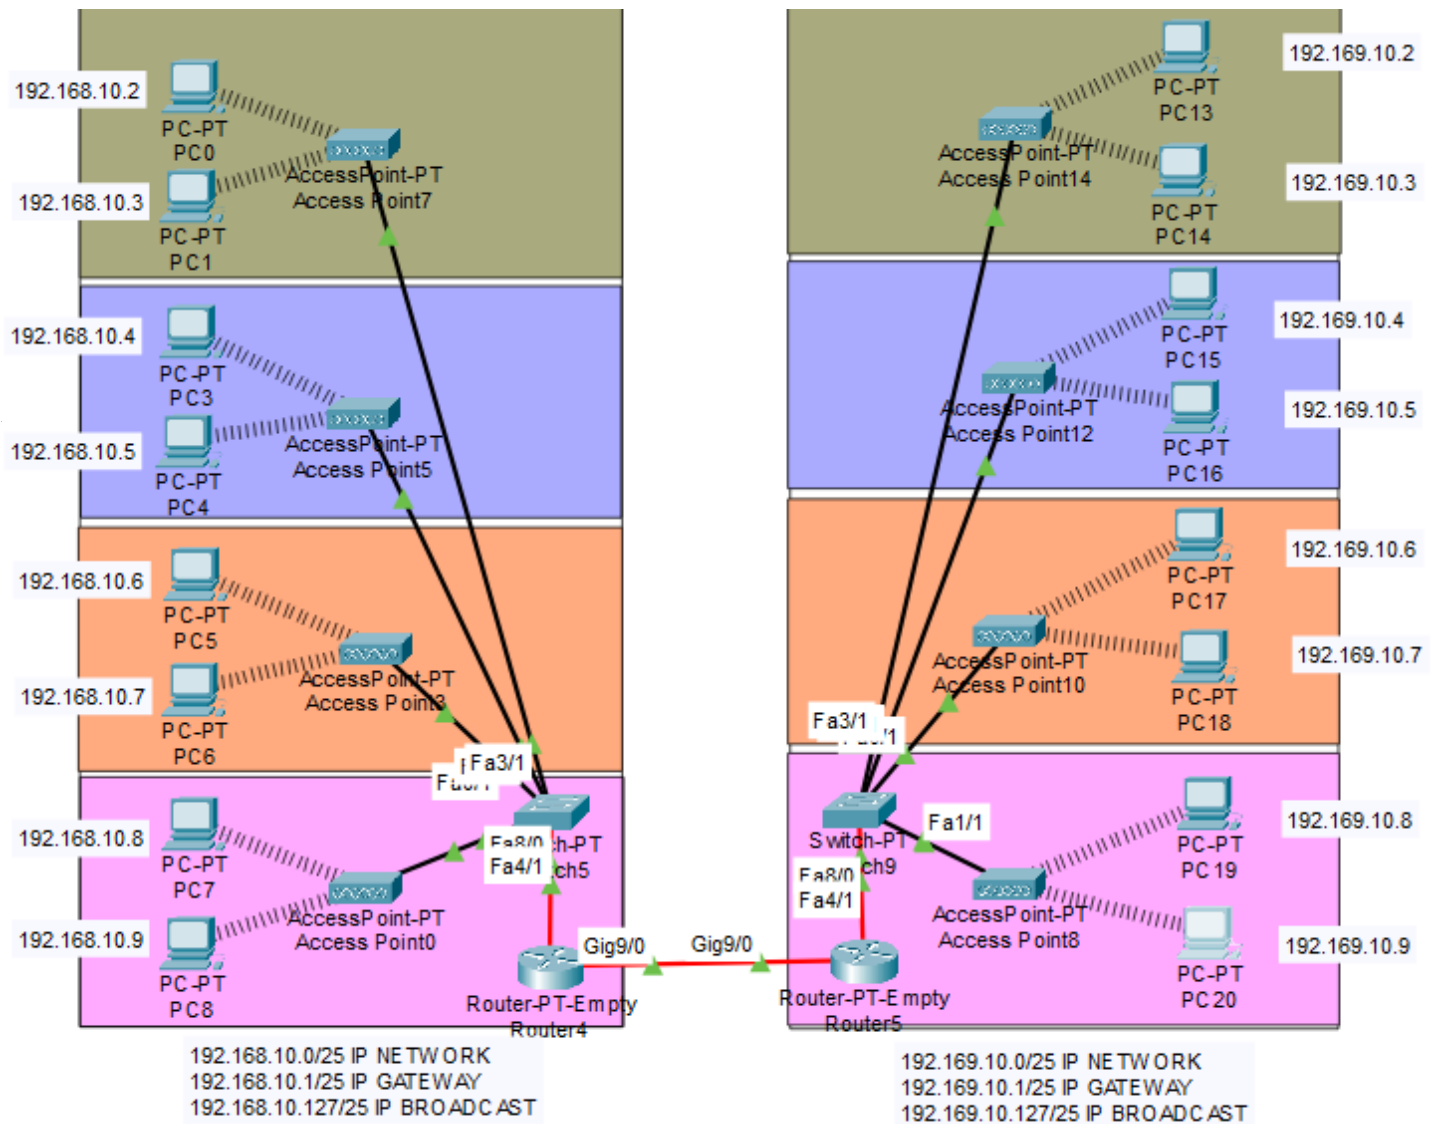 192.168.10.2
PC-PT
PC0
AccessPoint-PT
Access Point7
192.168.10.3
PC-PT
PC1
192.168.10.4
PC-PT
PC3
AccessPoint-PT
Access Point5
192.168.10.5
PC-PT
PC4
192.168.10.6
PC-PT
PC5
AccessPoint-PT
Access Point3
192.168.10.7
PC-PT
PC6
Fa3/1
192.168.10.8
PC-PT
PC7
AccessPoint-PT
Access Point0
192.168.10.9
PC-PT
PC8
Fa8/0
Fa4/1
Gig9/0
Router-PT-Empty
Router4
192.168.10.0/25 IP NETWORK
192.168.10.1/25 IP GATEWAY
192.168.10.127/25 IP BROADCAST
192.169.10.2
PC-PT
PC13
AccessPoint-PT
Access Point14
192.169.10.3
PC-PT
PC14
192.169.10.4
PC-PT
PC15
AccessPoint-PT
Access Point12
192.169.10.5
PC-PT
PC16
192.169.10.6
PC-PT
PC17
AccessPoint-PT
Access Point10
192.169.10.7
PC-PT
PC18
Fa3/1
Fa1/1
Switch-PT
192.169.10.8
PC-PT
PC19
Fa8/0
Fa4/1
AccessPoint-PT
Access Point8
192.169.10.9
PC-PT
PC20
Gig9/0
Router-PT-Empty
Router5
192.169.10.0/25 IP NETWORK
192.169.10.1/25 IP GATEWAY
192.169.10.127/25 IP BROADCAST